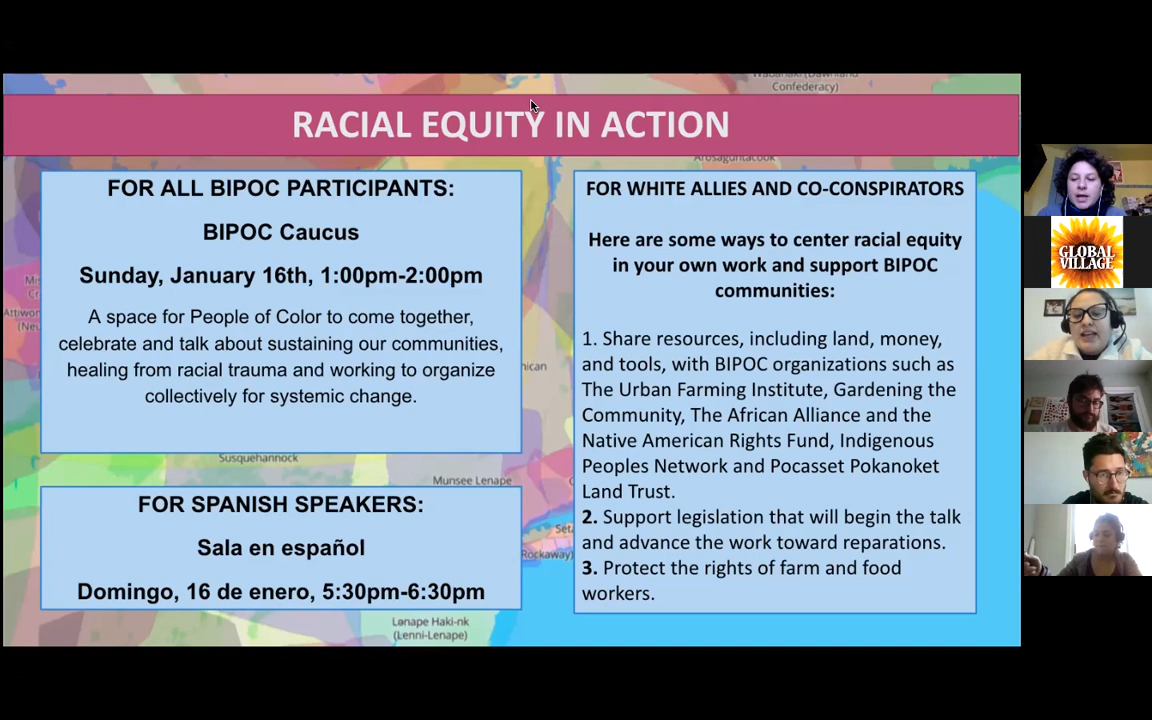 Wabanaki (Dawnland
Confederacy)
RACIAL EQUITY IN ACTION
Arosaguntacook
FOR ALL BIPOC PARTICIPANTS:
BIPOC Caucus
Sunday, January 16th, 1:00pm-2:00pm
A space for People of Color to come together,
celebrate and talk about sustaining our communities,
healing from racial trauma and working to organize
collectively for systemic change.
Attiwon
(Neu
Susquehannock
Munsee Lenape
FOR SPANISH SPEAKERS:
Sala en español
Domingo, 16 de enero, 5:30pm-6:30pm
Rockaway)
Lənape Haki-nk
(Lenni-Lenape)
FOR WHITE ALLIES AND CO-CONSPIRATORS
Here are some ways to center racial equity
in your own work and support BIPOC
communities:
1. Share resources, including land, money,
and tools, with BIPOC organizations such as
The Urban Farming Institute, Gardening the
Community, The African Alliance and the
Native American Rights Fund, Indigenous
Peoples Network and Pocasset Pokanoket
Land Trust.
2. Support legislation that will begin the talk
and advance the work toward reparations.
3. Protect the rights of farm and food
workers.
GLOBAL
VILLAGE